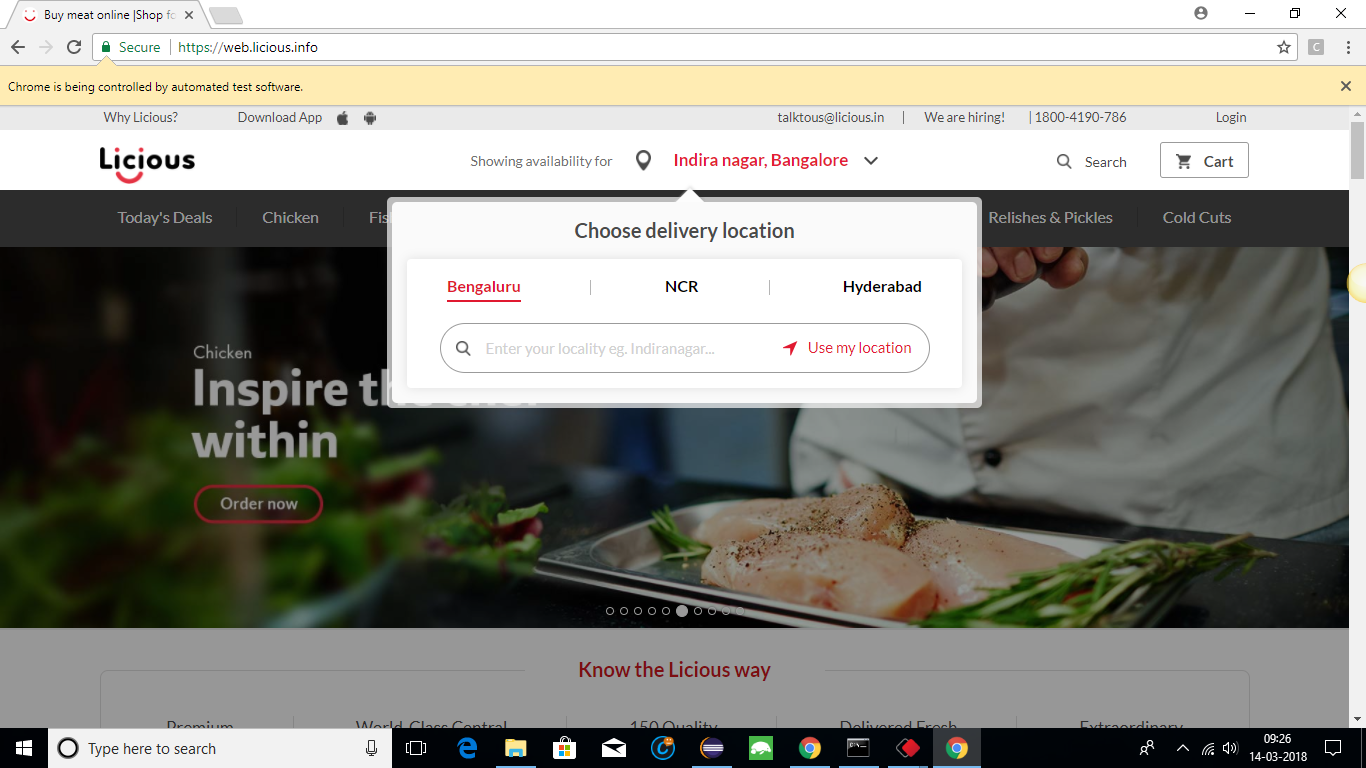 Buy meat online |Shop fo
Secure https://web.licious.info
C
Chrome is being controlled by automated test software.
Why Licious? Download App talktous@licious.in | We are hiring! | 1800-4190-786 Login
Licious Showing availability for Indira nagar, Bangalore Search Cart
Today's Deals Chicken Fis Relishes & Pickles Cold Cuts
Choose delivery location
Bengaluru | NCR | Hyderabad
Enter your locality eg. Indiranagar... Use my location
Chicken
Inspire the chef
within
Order now
Know the Licious way
Premium World-Class Central 150 Quality Delivered Fresh Extraordinary
Type here to search
09:26
14-03-2018